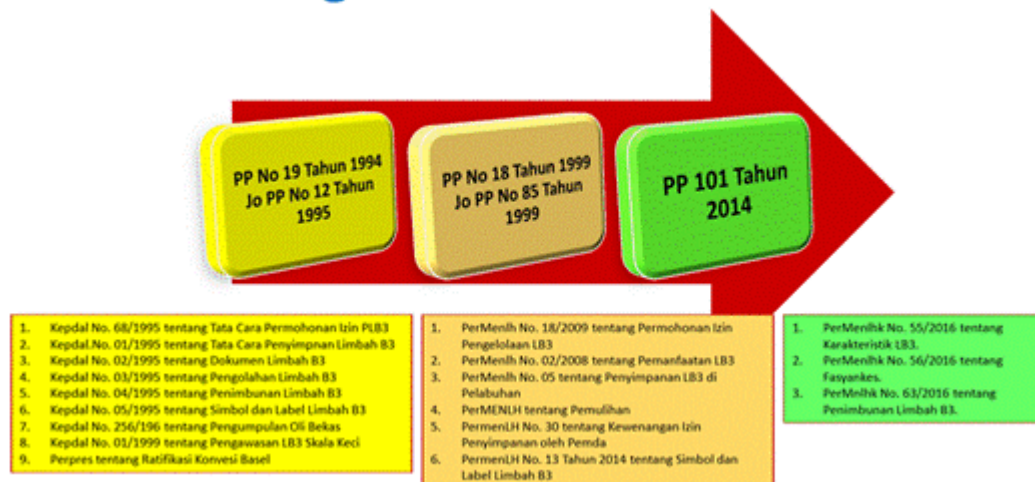 PP No 19 Tahun 1994
Jo PP No 12 Tahun
1995
PP No 18 Tahun 1999
Jo PP No 85 Tahun
1999
PP 101 Tahun
2014
1. Kepdal No. 68/1995 tentang Tata Cara Permohonan Izin PLB3
2. Kepdal.No. 01/1995 tentang Tata Cara Penyimpnan Limbah B3
3. Kepdal No. 02/1995 tentang Dokumen Limbah B3
4. Kepdal No. 03/1995 tentang Pengolahan Limbah B3
5. Kepdal No. 04/1995 tentang Penimbunan Limbah B3
6. Kepdal No. 05/1995 tentang Simbol dan Label Limbah B3
7. Kepdal No. 256/196 tentang Pengumpulan Oli Bekas
8. Kepdal No. 01/1999 tentang Pengawasan LB3 Skala Keci
9. Perpres tentang Ratifikasi Konvesi Basel
1. PerMenlh No. 18/2009 tentang Permohonan Izin
Pengelolaan LB3
2. PerMenlh No. 02/2008 tentang Pemanfaatan LB3
3. PerMenlh No. 05 tentang Penyimpanan LB3 di
Pelabuhan
4. PerMENLH tentang Pemulihan
5. PermenLH No. 30 tentang Kewenangan Izin
Penyimpanan oleh Pemda
6. PermenLH No. 13 Tahun 2014 tentang Simbol dan
Label Limbah B3
1. PerMenlhk No. 55/2016 tentang
Karakteristik LB3.
2. PerMenlhk No. 56/2016 tentang
Fasyankes.
3. PerMnlhk No. 63/2016 tentang
Penimbunan Limbah B3.